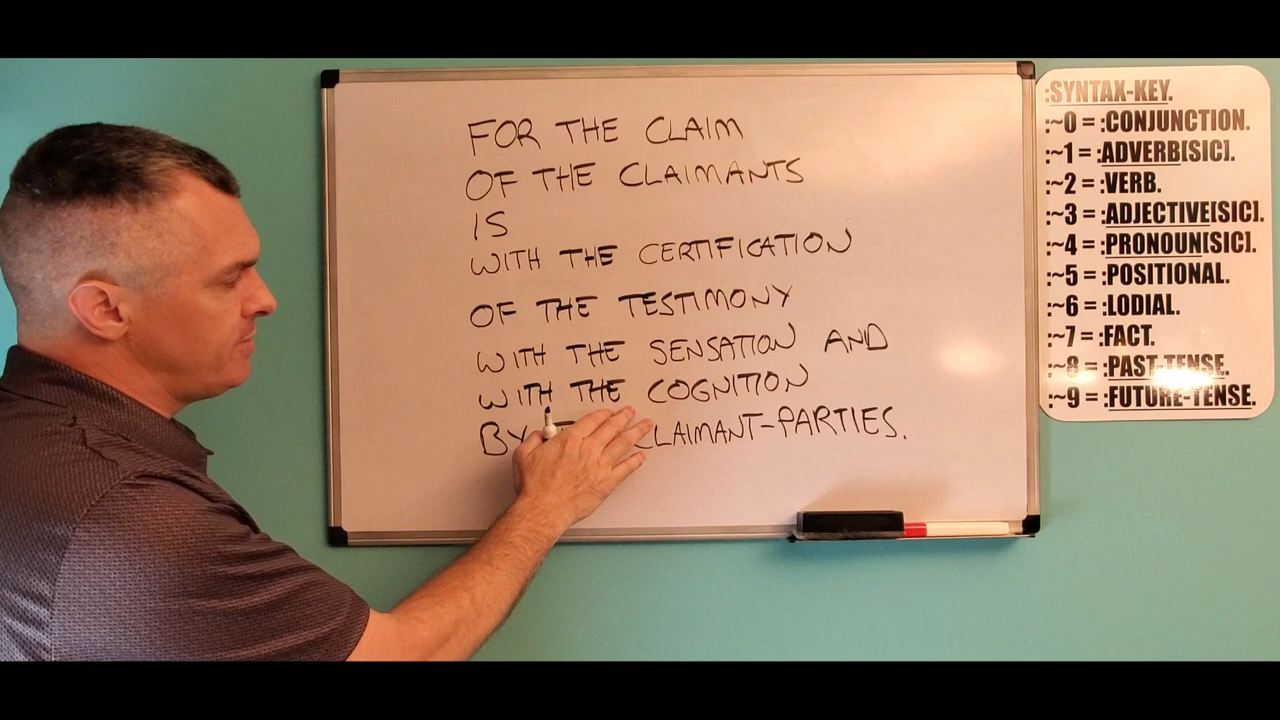 FOR THE CLAIM
OF THE CLAIMANTS
IS
WITH THE CERTIFICATION
OF THE TESTIMONY
WITH THE SENSATION AND
WITH THE COGNITION
BY CLAIMANT-PARTIES.
:SYNTAX-KEY.
:~0 = :CONJUNCTION.
:~1 = :ADVERB[SIC].
:~2 = :VERB.
:~3 = :ADJECTIVE[SIC].
:~4 = :PRONOUN[SIC].
:~5 = :POSITIONAL.
:~6 = :LODIAL.
:~7 = :FACT.
:~8 = :PAST-TENSE.
:~9 = :FUTURE-TENSE.